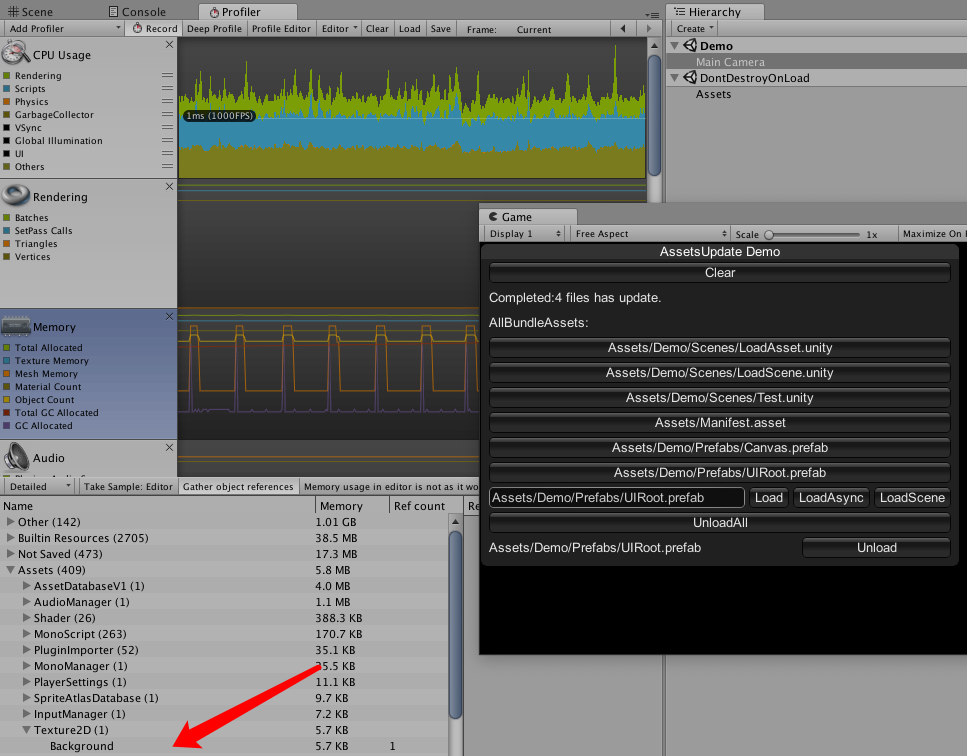 Scene
Console
Profiler
Add Profiler
Record
Deep Profile
Profile Editor
Editor
Clear
Load
Save
Frame:
Current
CPU Usage
Rendering
Scripts
Physics
GarbageCollector
VSync
Global Illumination
UI
Others
1ms (1000FPS)
Rendering
Batches
SetPass Calls
Triangles
Vertices
Memory
Total Allocated
Texture Memory
Mesh Memory
Material Count
Object Count
Total GC Allocated
GC Allocated
Audio
Detailed
Take Sample: Editor
Gather object references
Memory usage in editor is not as it wo
Name Memory Ref count Re
Other (142) 1.01 GB
Builtin Resources (2705) 38.5 MB
Not Saved (473) 17.3 MB
Assets (409) 5.8 MB
AssetDatabaseV1 (1) 4.0 MB
AudioManager (1) 1.1 MB
Shader (26) 388.3 KB
MonoScript (263) 170.7 KB
PluginImporter (52) 35.1 KB
MonoManager (1) 35.5 KB
PlayerSettings (1) 11.1 KB
SpriteAtlasDatabase (1) 9.7 KB
InputManager (1) 7.2 KB
Texture2D (1) 5.7 KB
Background 5.7 KB 1
Hierarchy
Create
Demo
Main Camera
DontDestroyOnLoad
Assets
Game
Display 1
Free Aspect
Scale
1x
Maximize On
AssetsUpdate Demo
Clear
Completed:4 files has update.
AllBundleAssets:
Assets/Demo/Scenes/LoadAsset.unity
Assets/Demo/Scenes/LoadScene.unity
Assets/Demo/Scenes/Test.unity
Assets/Manifest.asset
Assets/Demo/Prefabs/Canvas.prefab
Assets/Demo/Prefabs/UIRoot.prefab
Assets/Demo/Prefabs/UIRoot.prefab Load LoadAsync LoadScene
UnloadAll
Assets/Demo/Prefabs/UIRoot.prefab Unload